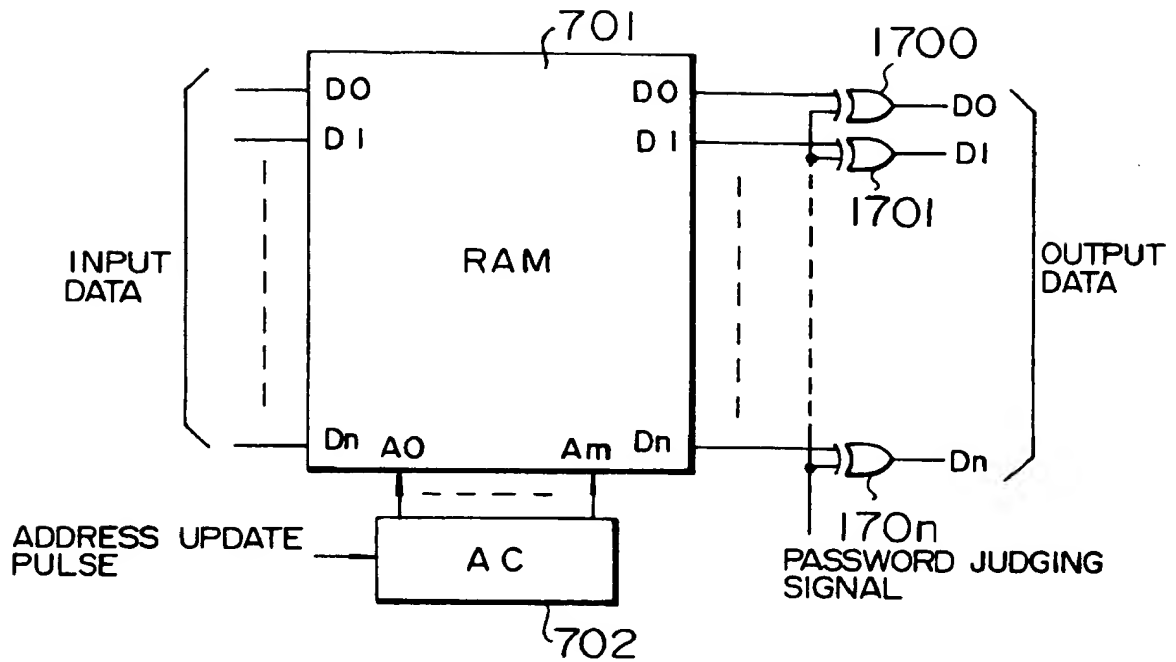 701
1700
D0
D0
D0
D1
D1
D1
1701
INPUT
DATA
RAM
OUTPUT
DATA
Dn
A0
Am
Dn
Dn
170n
ADDRESS UPDATE
PULSE
AC
PASSWORD JUDGING
SIGNAL
702